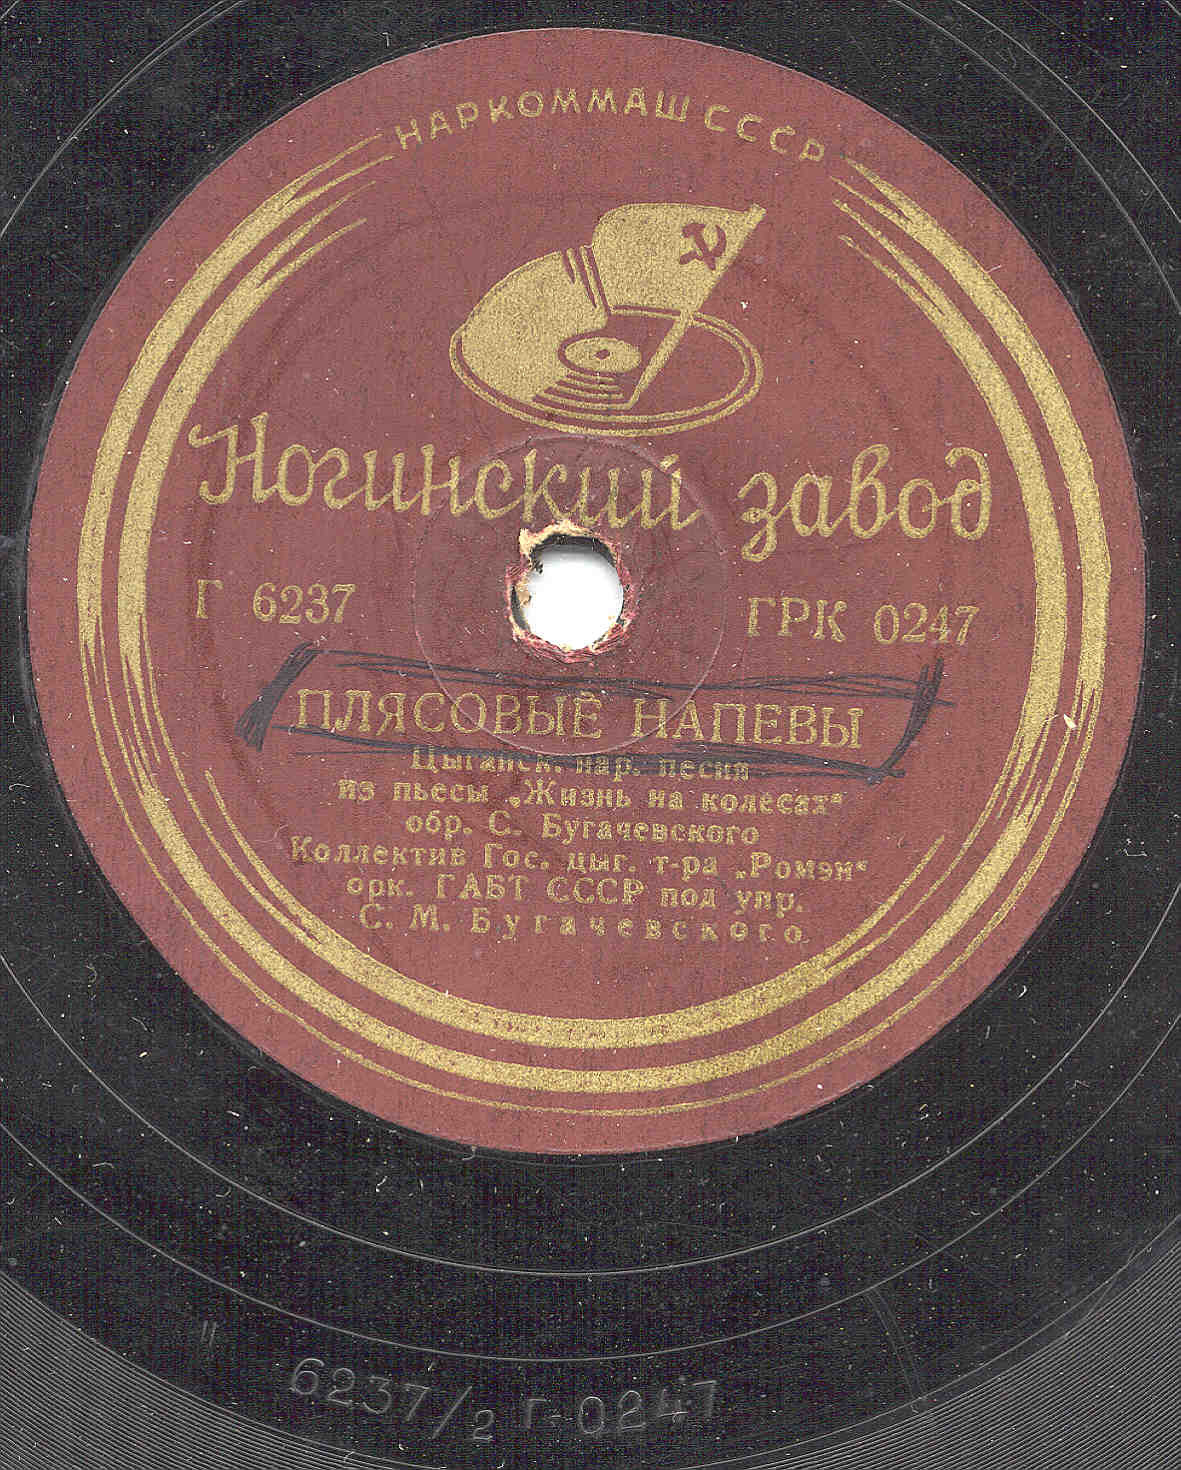 НАРКОММАШ СССР
Ногинский завод
Г 6237
ГРК 0247
ПЛЯСОВЫЕ НАПЕВЫ
Цыганск. нар. песни
из пьесы „Жизнь на колесах“
обр. С. Бугачевского
Коллектив Гос. цыг. т-ра „Ромэн“
орк. ГАБТ СССР под упр.
С. М. Бугачевского
6237/2 Г-0247